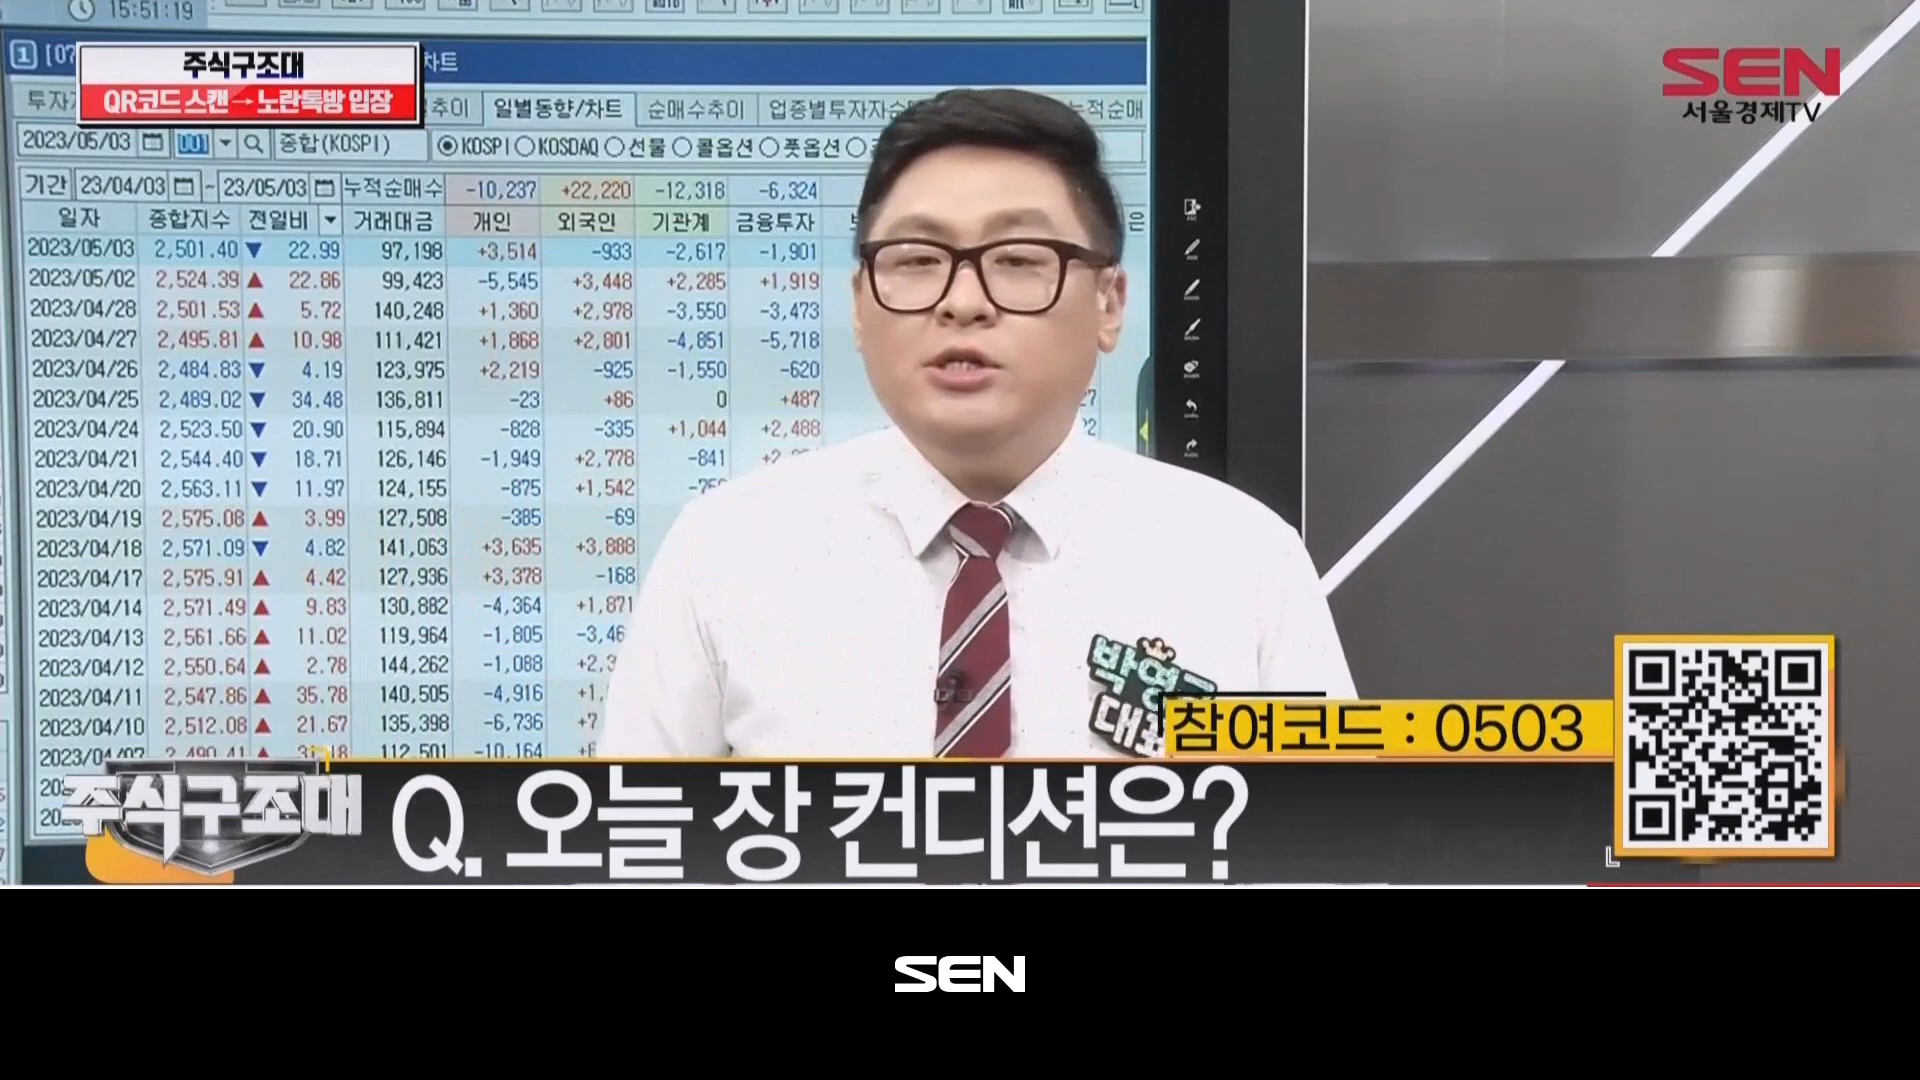 15:51:19
1 [07
차트
주식구조대
QR코드 스캔→노란톡방 입장
SEN
서울경제TV
일별동향/차트 순매수추이
2023/05/03 001 종합(KOSPI) KOSPI KOSDAQ 선물 콜옵션 풋옵션
기간 23/04/03 ~ 23/05/03 누적순매수 -10,237 +22,220 -12,318 -6,324
일자 종합지수 전일비 거래대금 개인 외국인 기관계 금융투자
2023/05/03 2,501.40 ▼ 22.99 97,198 +3,514 -933 -2,617 -1,901
2023/05/02 2,524.39 ▲ 22.86 99,423 -5,545 +3,448 +2,285 +1,919
2023/04/28 2,501.53 ▲ 5.72 140,248 +1,360 +2,978 -3,550 -3,473
2023/04/27 2,495.81 ▲ 10.98 111,421 +1,868 +2,801 -4,851 -5,718
2023/04/26 2,484.83 ▼ 4.19 123,975 +2,219 -925 -1,550 -620
2023/04/25 2,489.02 ▼ 34.48 136,811 -23 +86 0 +487
2023/04/24 2,523.50 ▼ 20.90 115,894 -828 -335 +1,044 +2,488
2023/04/21 2,544.40 ▼ 18.71 126,146 -1,949 +2,778 -841
2023/04/20 2,563.11 ▼ 11.97 124,155 -875 +1,542
2023/04/19 2,575.08 ▲ 3.99 127,508 -385 -69
2023/04/18 2,571.09 ▼ 4.82 141,063 +3,635 +3,888
2023/04/17 2,575.91 ▲ 4.42 127,936 +3,378 -168
2023/04/14 2,571.49 ▲ 9.83 130,882 -4,364 +1,871
2023/04/13 2,561.66 ▲ 11.02 119,964 -1,805
2023/04/12 2,550.64 ▲ 2.78 144,262 -1,088
2023/04/11 2,547.86 ▲ 35.78 140,505 -4,916
2023/04/10 2,512.08 ▲ 21.67 135,398 -6,736
2023/04/07 2,490.41 ▲ 112,501 -10,164
박영
대표
참여코드 : 0503
주식구조대
Q. 오늘 장 컨디션은?
SEN